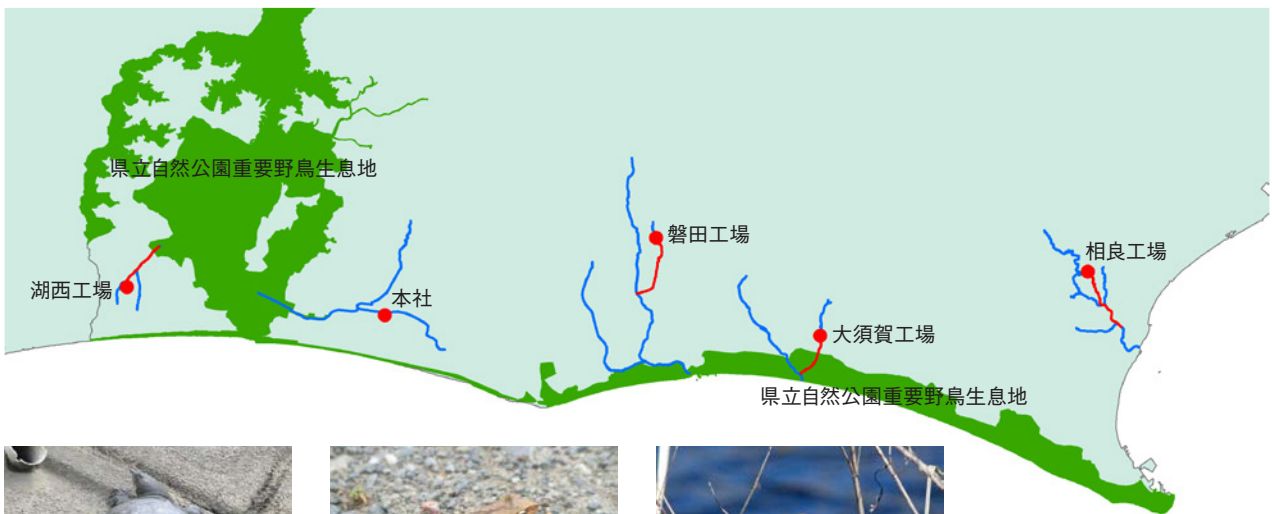 県立自然公園重要野鳥生息地
磐田工場
相良工場
湖西工場
本社
大須賀工場
県立自然公園重要野鳥生息地